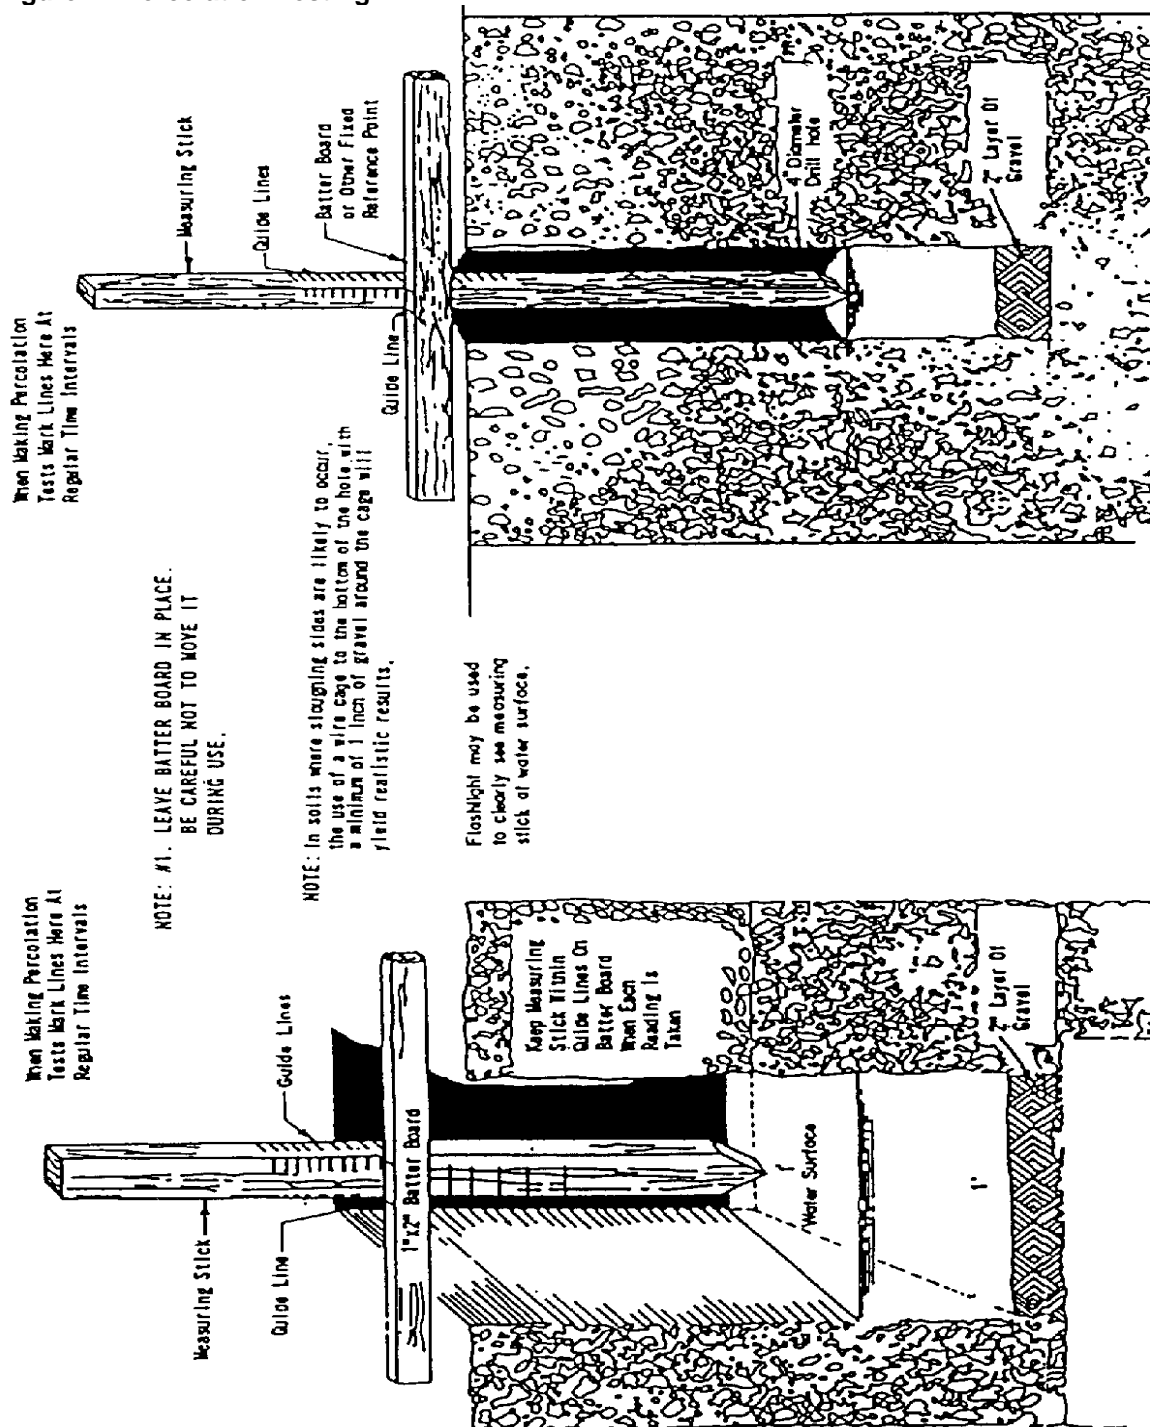 When Making Percolation
Tests Mark Lines Here At
Regular Time Intervals
Measuring Stick
Guide Lines
Guide Line
1"x2" Batter Board
Keep Measuring
Stick Within
Guide Lines On
Batter Board
When Each
Reading Is
Taken
Water Surface
1'
2" Layer Of
Gravel
NOTE: #1. LEAVE BATTER BOARD IN PLACE.
BE CAREFUL NOT TO MOVE IT
DURING USE.
NOTE: In soils where sloughing sides are likely to occur,
the use of a wire cage to the bottom of the hole with
a minimum of 1 inch of gravel around the cage will
yield realistic results.
Flashlight may be used
to clearly see measuring
stick at water surface.
When Making Percolation
Tests Mark Lines Here At
Regular Time Intervals
Measuring Stick
Guide Lines
Batter Board
or Other Fixed
Reference Point
Guide Line
4" Diameter
Drill hole
2" Layer Of
Gravel